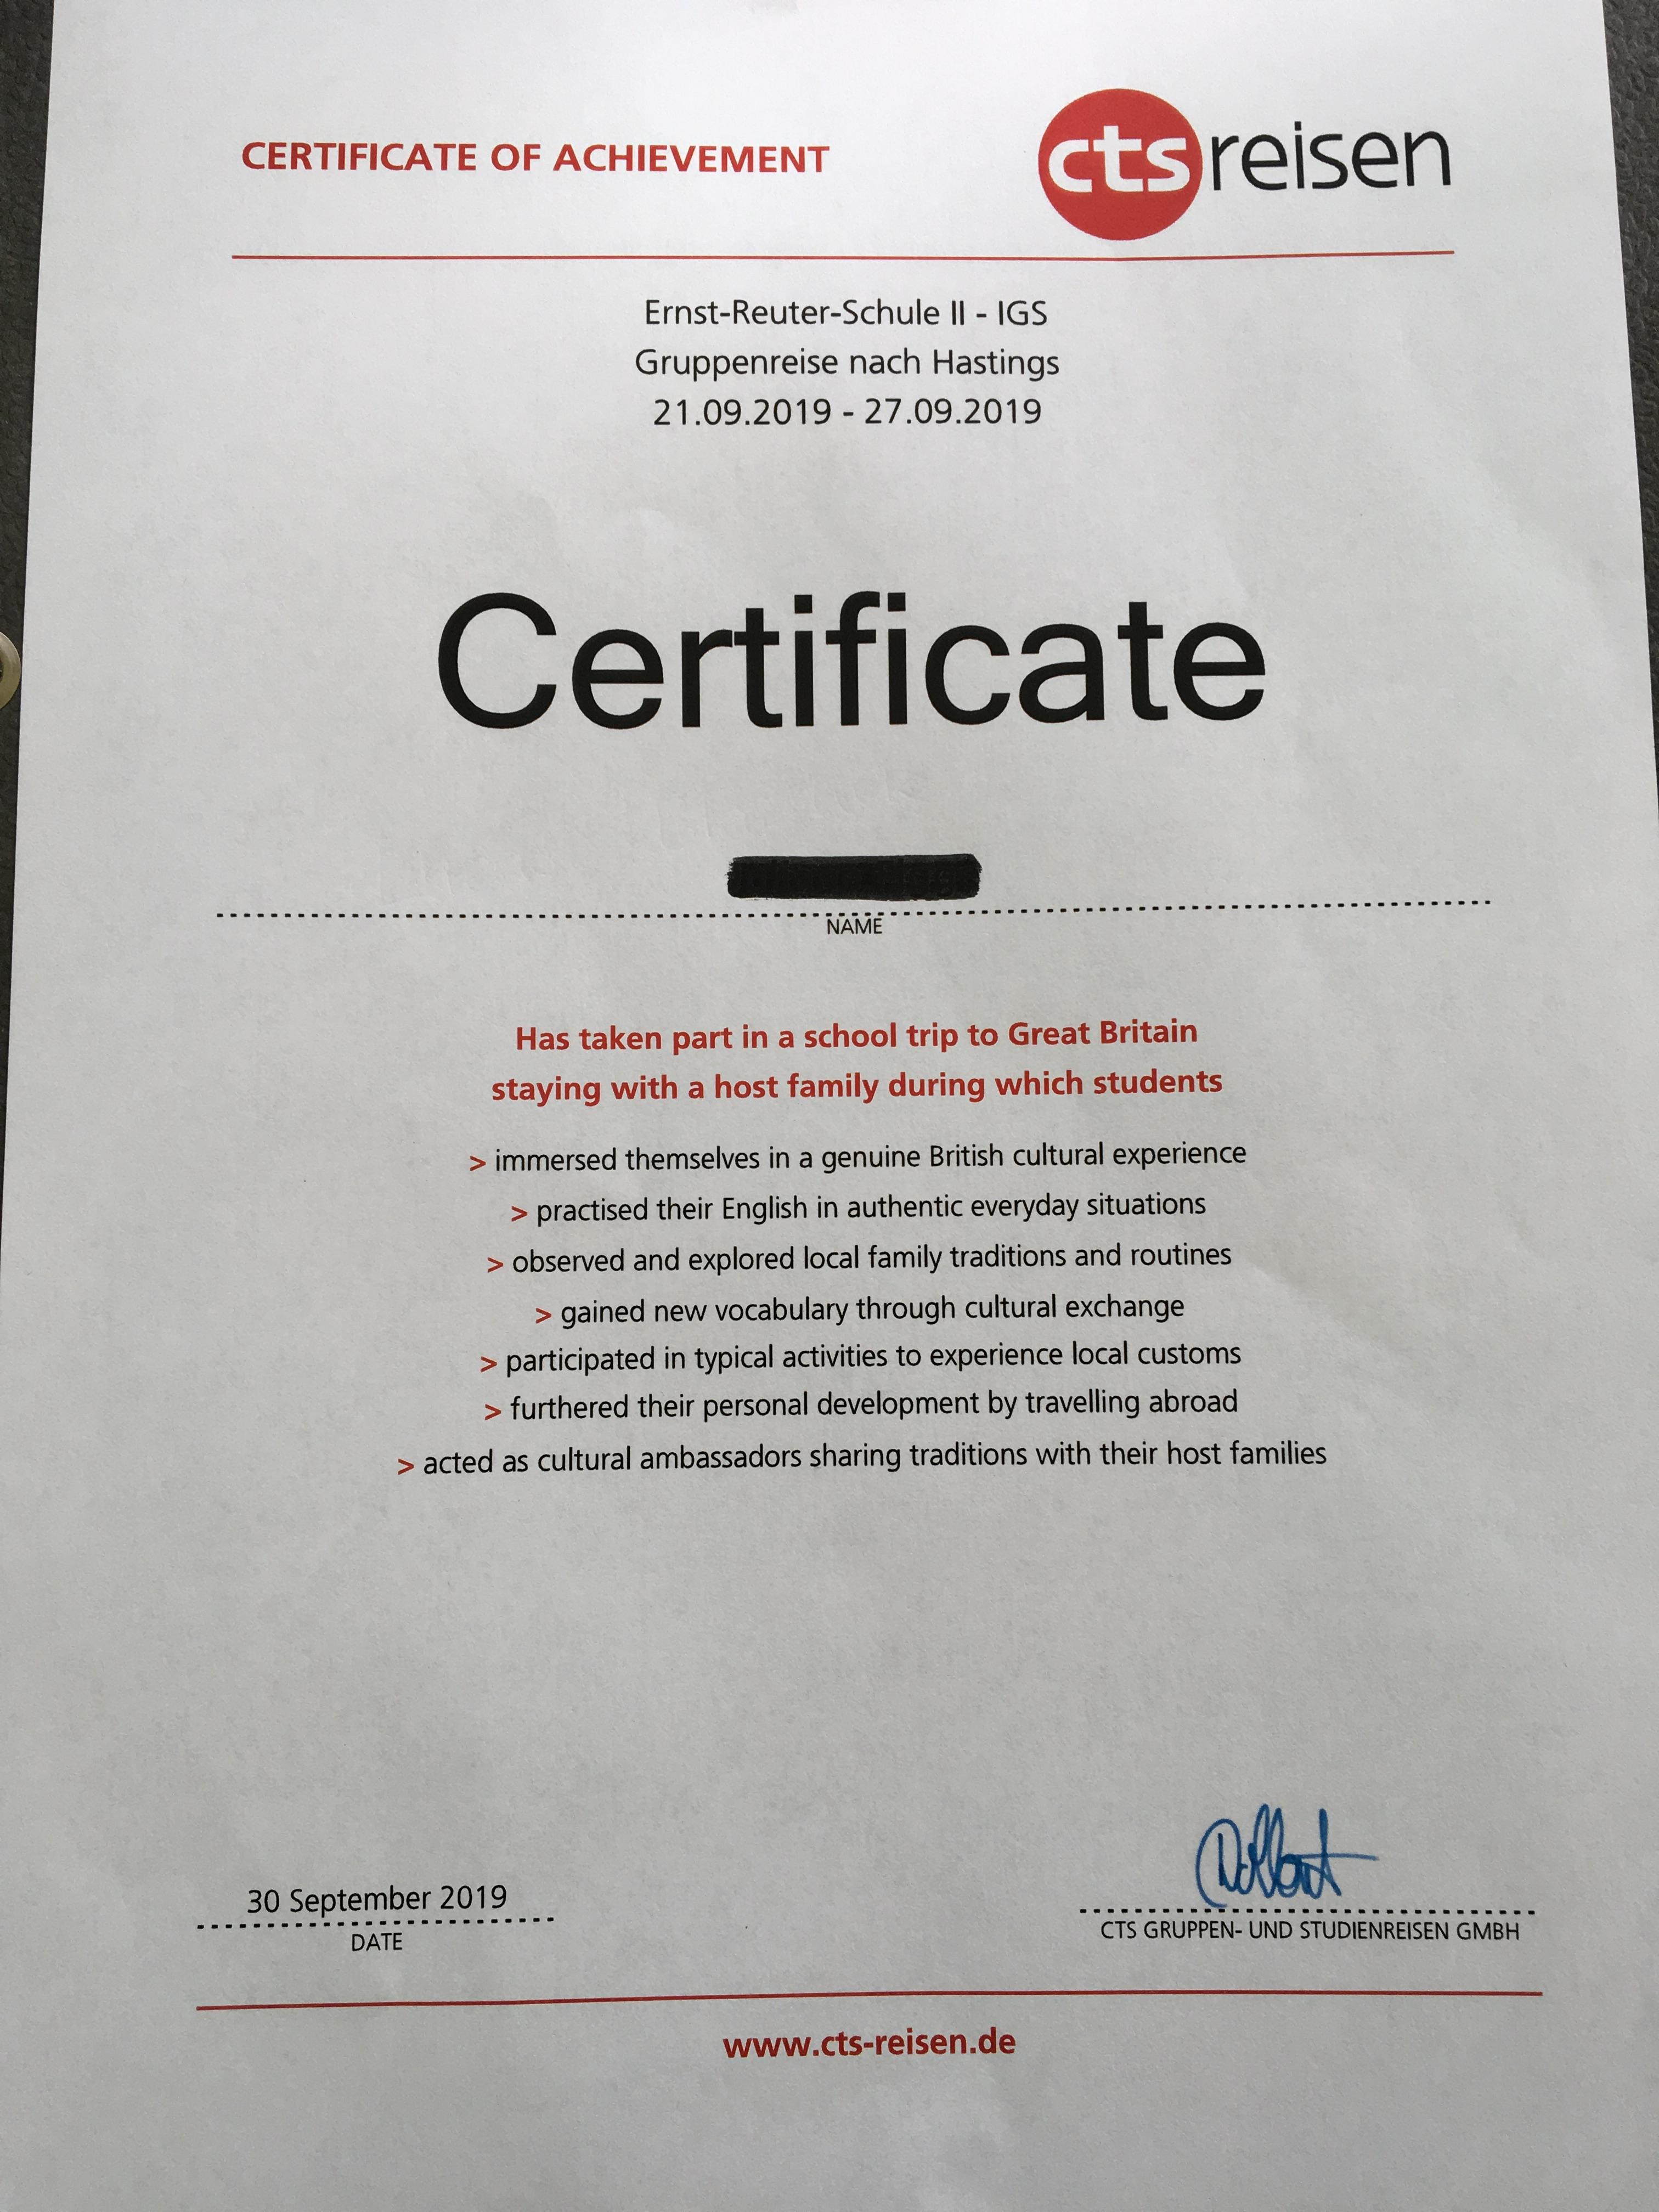 CERTIFICATE OF ACHIEVEMENT
cts reisen
Ernst-Reuter-Schule II - IGS
Gruppenreise nach Hastings
21.09.2019 - 27.09.2019
Certificate
NAME
Has taken part in a school trip to Great Britain
staying with a host family during which students
> immersed themselves in a genuine British cultural experience
> practised their English in authentic everyday situations
> observed and explored local family traditions and routines
> gained new vocabulary through cultural exchange
> participated in typical activities to experience local customs
> furthered their personal development by travelling abroad
> acted as cultural ambassadors sharing traditions with their host families
30 September 2019
DATE
CTS GRUPPEN- UND STUDIENREISEN GMBH
www.cts-reisen.de